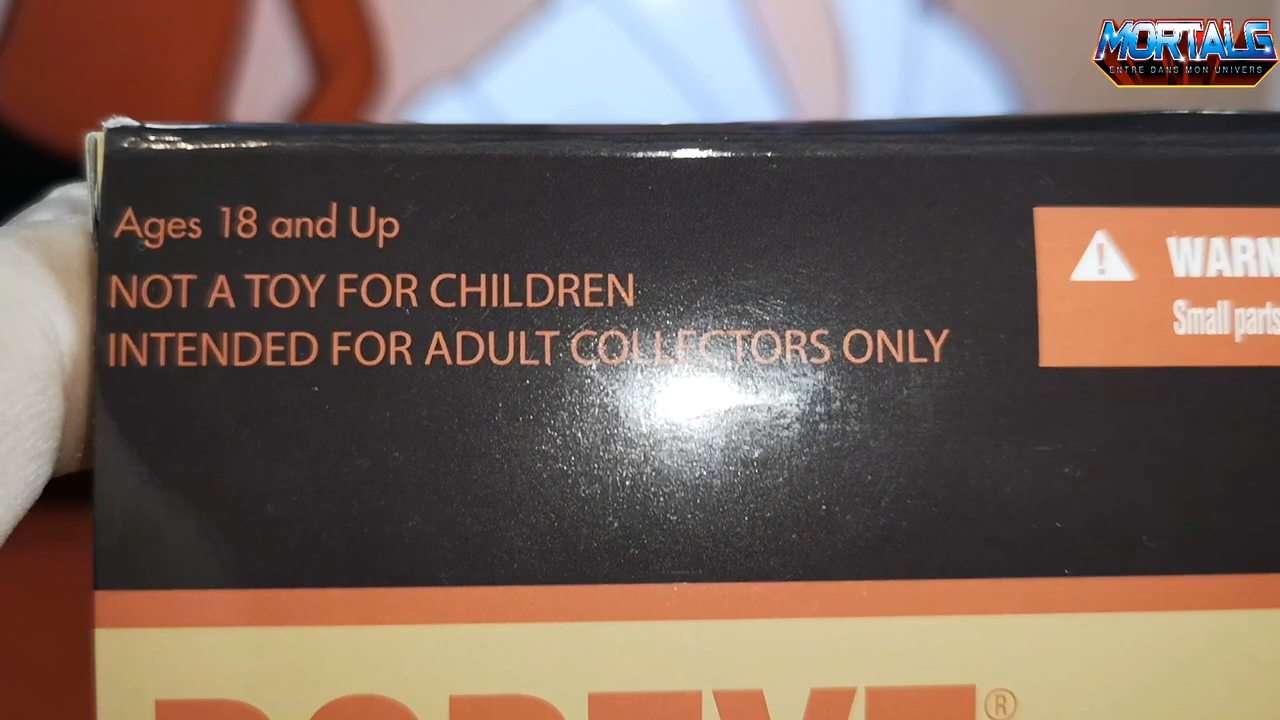 MORTALG
ENTRE DANS MON UNIVERS
Ages 18 and Up
NOT A TOY FOR CHILDREN
INTENDED FOR ADULT COLLECTORS ONLY
WARN
Small parts
POPEYE®